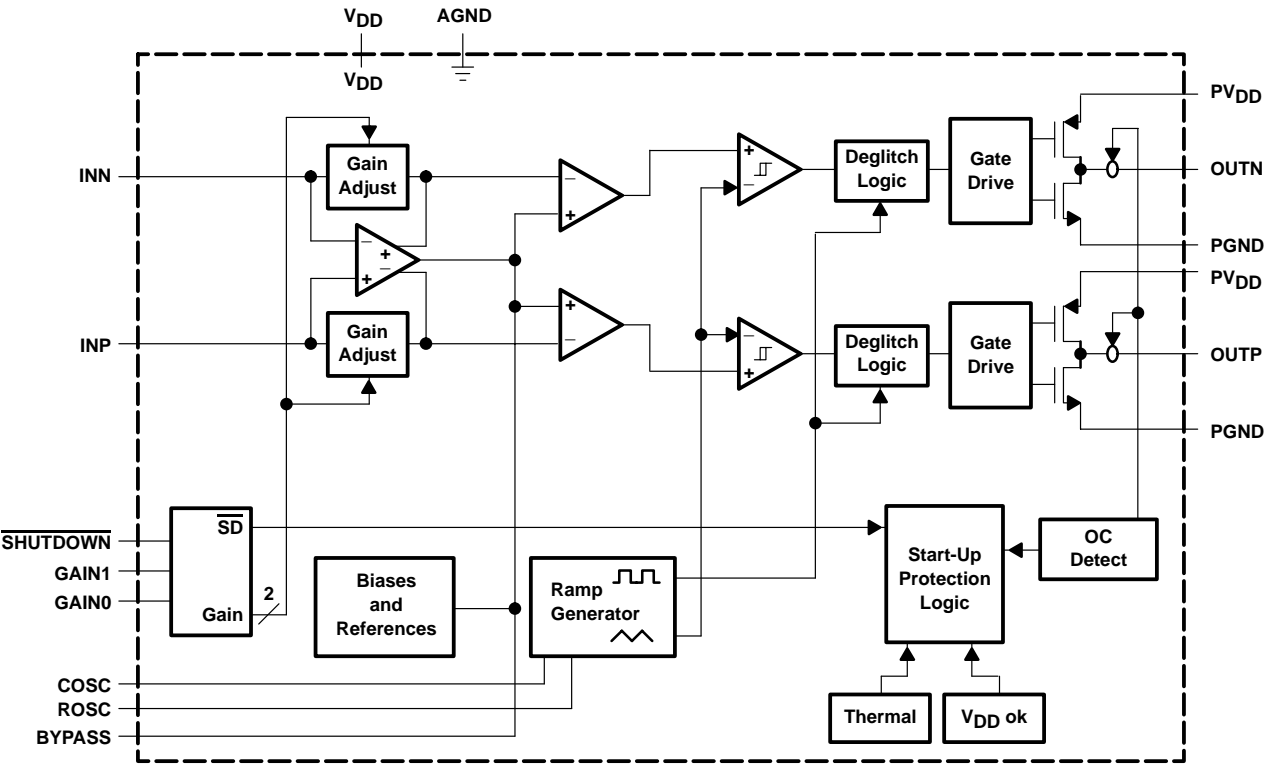 VDD
AGND
VDD
PVDD
INN
Gain
Adjust
−
+
+
−
Deglitch
Logic
Gate
Drive
OUTN
−
+
−
+
PGND
PVDD
INP
Gain
Adjust
+
−
−
+
Deglitch
Logic
Gate
Drive
OUTP
PGND
SHUTDOWN
GAIN1
GAIN0
SD
Gain
2
Biases
and
References
Ramp
Generator
Start-Up
Protection
Logic
OC
Detect
COSC
ROSC
BYPASS
Thermal
VDD ok